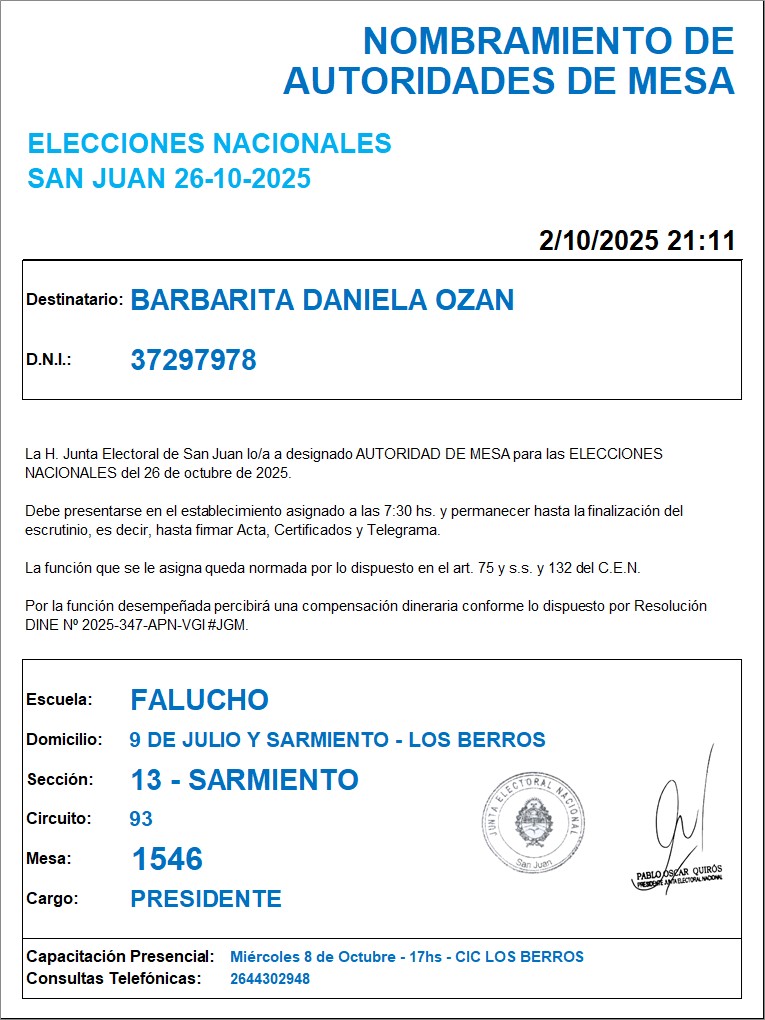 NOMBRAMIENTO DE
AUTORIDADES DE MESA
ELECCIONES NACIONALES
SAN JUAN 26-10-2025
2/10/2025 21:11
Destinatario: BARBARITA DANIELA OZAN
D.N.I.: 37297978
La H. Junta Electoral de San Juan lo/a a designado AUTORIDAD DE MESA para las ELECCIONES
NACIONALES del 26 de octubre de 2025.
Debe presentarse en el establecimiento asignado a las 7:30 hs. y permanecer hasta la finalización del
escrutinio, es decir, hasta firmar Acta, Certificados y Telegrama.
La función que se le asigna queda normada por lo dispuesto en el art. 75 y s.s. y 132 del C.E.N.
Por la función desempeñada percibirá una compensación dineraria conforme lo dispuesto por Resolución
DINE Nº 2025-347-APN-VGI#JGM.
Escuela: FALUCHO
Domicilio: 9 DE JULIO Y SARMIENTO - LOS BERROS
Sección: 13 - SARMIENTO
Circuito: 93
Mesa: 1546
Cargo: PRESIDENTE
JUNTA ELECTORAL NACIONAL
San Juan
PABLO OSCAR QUIRÓS
PRESIDENTE JUNTA ELECTORAL NACIONAL
Capacitación Presencial: Miércoles 8 de Octubre - 17hs - CIC LOS BERROS
Consultas Telefónicas: 2644302948